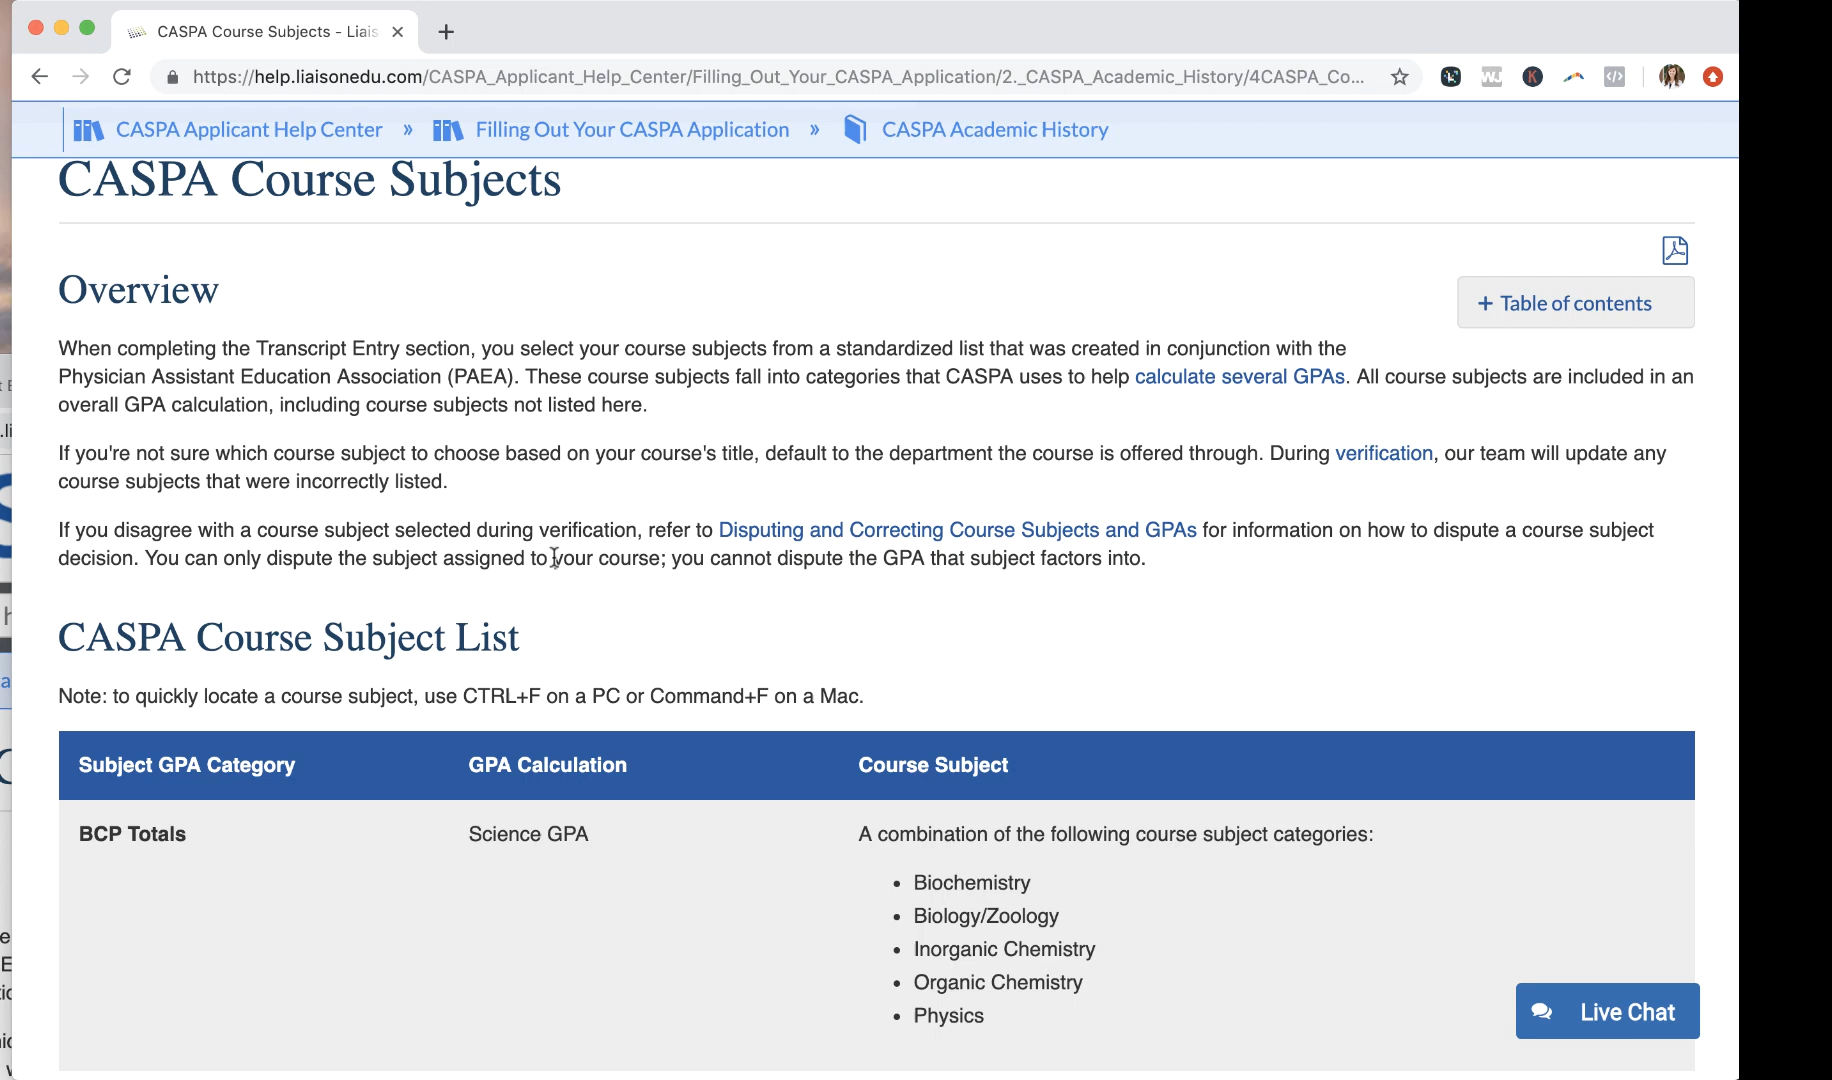 CASPA Course Subjects - Liais
https://help.liaisonedu.com/CASPA_Applicant_Help_Center/Filling_Out_Your_CASPA_Application/2._CASPA_Academic_History/4CASPA_Co...
CASPA Applicant Help Center » Filling Out Your CASPA Application » CASPA Academic History
CASPA Course Subjects
Overview
+ Table of contents
When completing the Transcript Entry section, you select your course subjects from a standardized list that was created in conjunction with the
Physician Assistant Education Association (PAEA). These course subjects fall into categories that CASPA uses to help calculate several GPAs. All course subjects are included in an
overall GPA calculation, including course subjects not listed here.
If you're not sure which course subject to choose based on your course's title, default to the department the course is offered through. During verification, our team will update any
course subjects that were incorrectly listed.
If you disagree with a course subject selected during verification, refer to Disputing and Correcting Course Subjects and GPAs for information on how to dispute a course subject
decision. You can only dispute the subject assigned to your course; you cannot dispute the GPA that subject factors into.
CASPA Course Subject List
Note: to quickly locate a course subject, use CTRL+F on a PC or Command+F on a Mac.
Subject GPA Category GPA Calculation Course Subject
BCP Totals Science GPA A combination of the following course subject categories:
• Biochemistry
• Biology/Zoology
• Inorganic Chemistry
• Organic Chemistry
• Physics
Live Chat